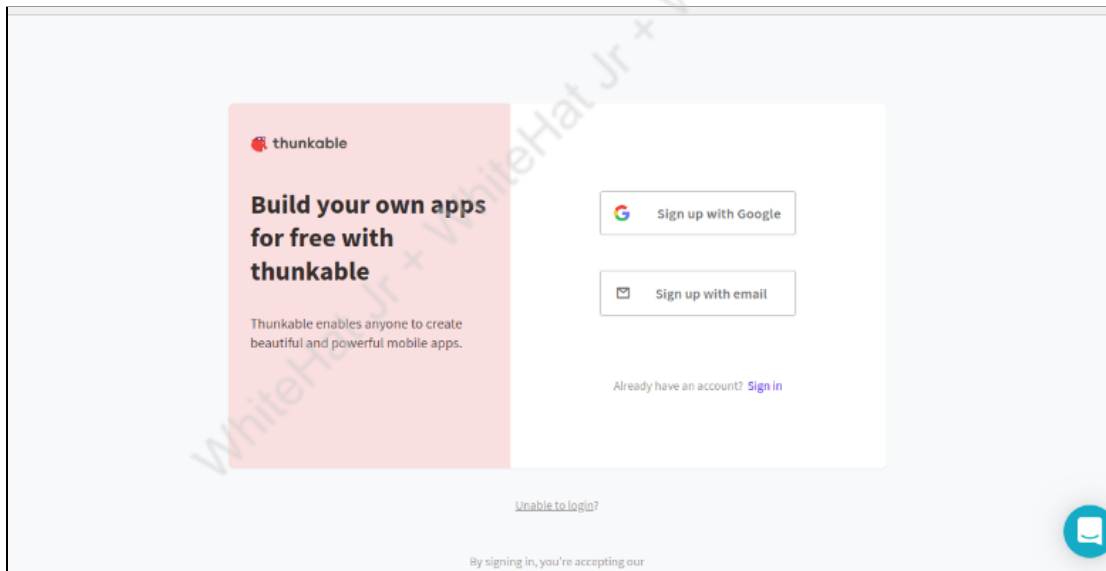 thunkable
Build your own apps
for free with
thunkable
Thunkable enables anyone to create
beautiful and powerful mobile apps.
Sign up with Google
Sign up with email
Already have an account? Sign in
Unable to login?
By signing in, you're accepting our
WhiteHat Jr + WhiteHat Jr + W